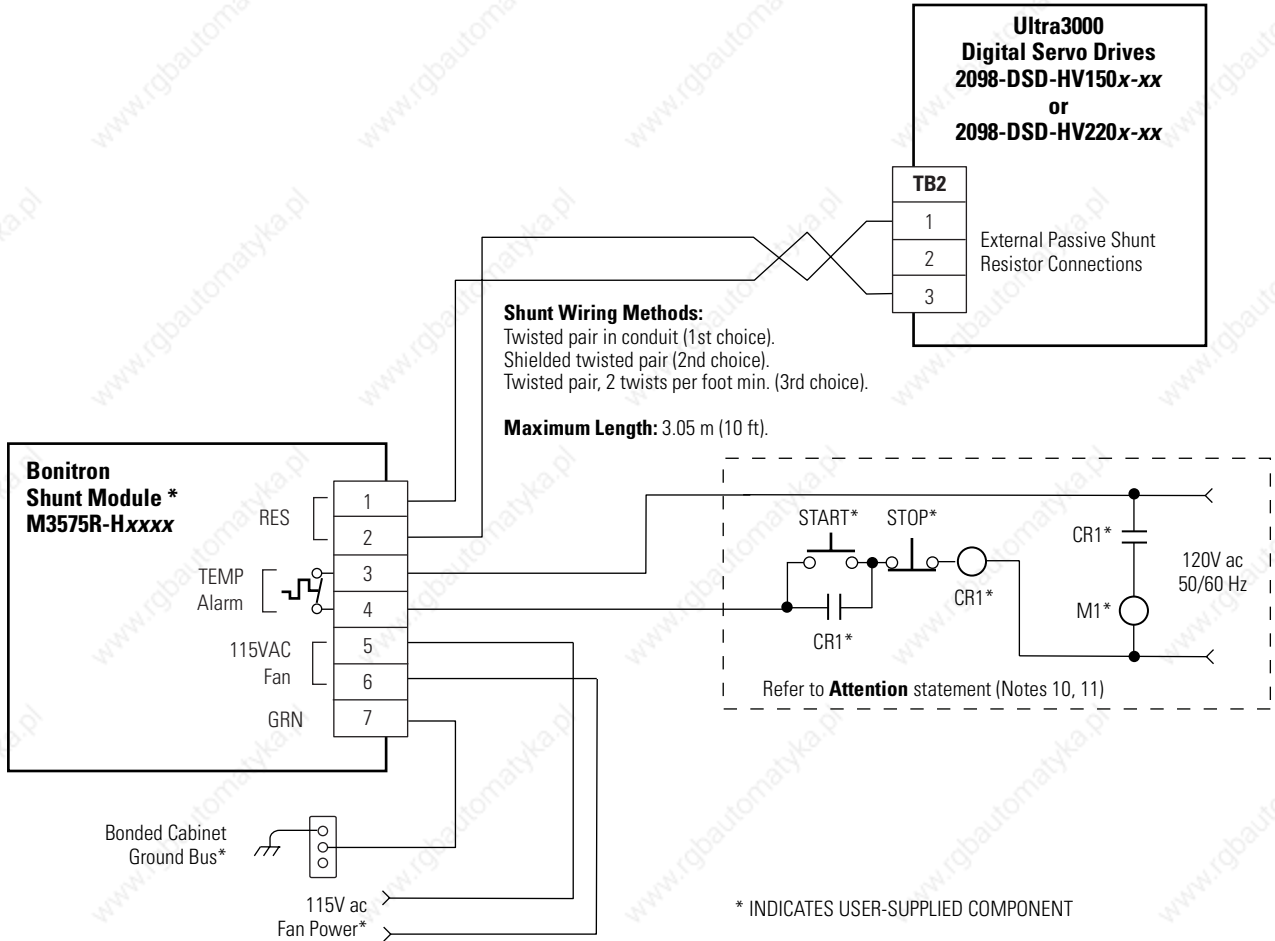 Ultra3000
Digital Servo Drives
2098-DSD-HV150x-xx
or
2098-DSD-HV220x-xx
TB2
1
2
3
External Passive Shunt
Resistor Connections
Shunt Wiring Methods:
Twisted pair in conduit (1st choice).
Shielded twisted pair (2nd choice).
Twisted pair, 2 twists per foot min. (3rd choice).
Maximum Length: 3.05 m (10 ft).
Bonitron
Shunt Module *
M3575R-Hxxxx
RES
TEMP
Alarm
115VAC
Fan
GRN
1
2
3
4
5
6
7
START*
STOP*
CR1*
CR1*
CR1*
M1*
120V ac
50/60 Hz
Refer to Attention statement (Notes 10, 11)
Bonded Cabinet
Ground Bus*
115V ac
Fan Power*
* INDICATES USER-SUPPLIED COMPONENT
www.rgbautomatyka.pl